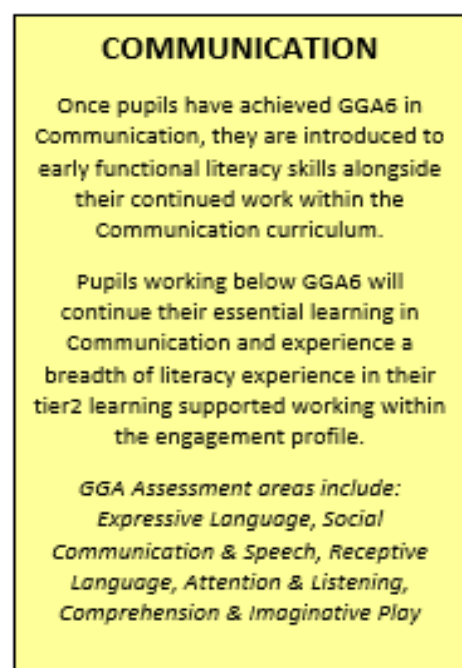 COMMUNICATION
Once pupils have achieved GGA6 in
Communication, they are introduced to
early functional literacy skills alongside
their continued work within the
Communication curriculum.
Pupils working below GGA6 will
continue their essential learning in
Communication and experience a
breadth of literacy experience in their
tier2 learning supported working within
the engagement profile.
GGA Assessment areas include:
Expressive Language, Social
Communication & Speech, Receptive
Language, Attention & Listening,
Comprehension & Imaginative Play